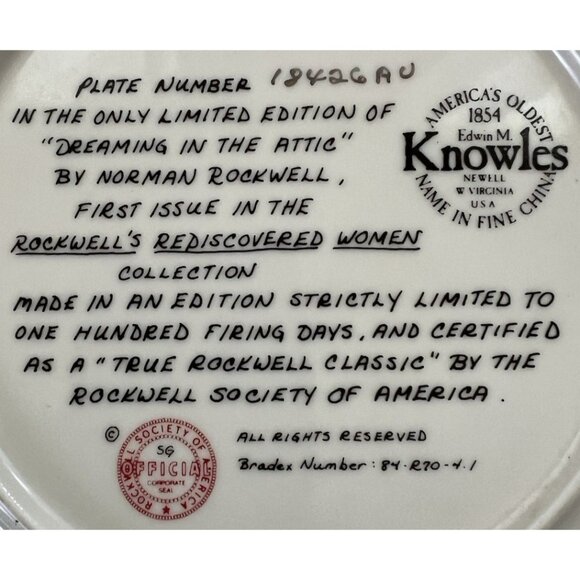 PLATE NUMBER 18426AU
IN THE ONLY LIMITED EDITION OF
"DREAMING IN THE ATTIC"
BY NORMAN ROCKWELL,
FIRST ISSUE IN THE
ROCKWELL'S REDISCOVERED WOMEN
COLLECTION
MADE IN AN EDITION STRICTLY LIMITED TO
ONE HUNDRED FIRING DAYS, AND CERTIFIED
AS A "TRUE ROCKWELL CLASSIC" BY THE
ROCKWELL SOCIETY OF AMERICA.
AMERICA'S OLDEST
1854
Edwin M.
Knowles
NEWELL
W VIRGINIA
USA
NAME IN FINE CHINA
©
ROCKWELL SOCIETY OF AMERICA
SG
OFFICIAL
CORPORATE
SEAL
ALL RIGHTS RESERVED
Bradex Number: 84-R70-4.1